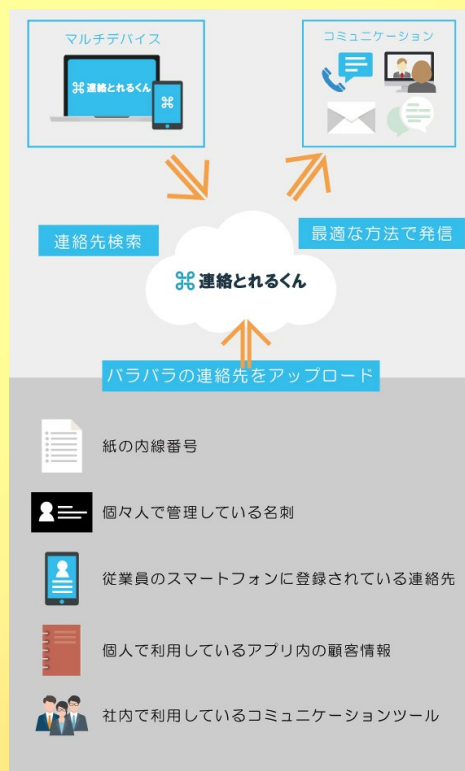 マルチデバイス
コミュニケーション
連絡とれるくん
連絡先検索
最適な方法で発信
連絡とれるくん
バラバラの連絡先をアップロード
紙の内線番号
個々人で管理している名刺
従業員のスマートフォンに登録されている連絡先
個人で利用しているアプリ内の顧客情報
社内で利用しているコミュニケーションツール